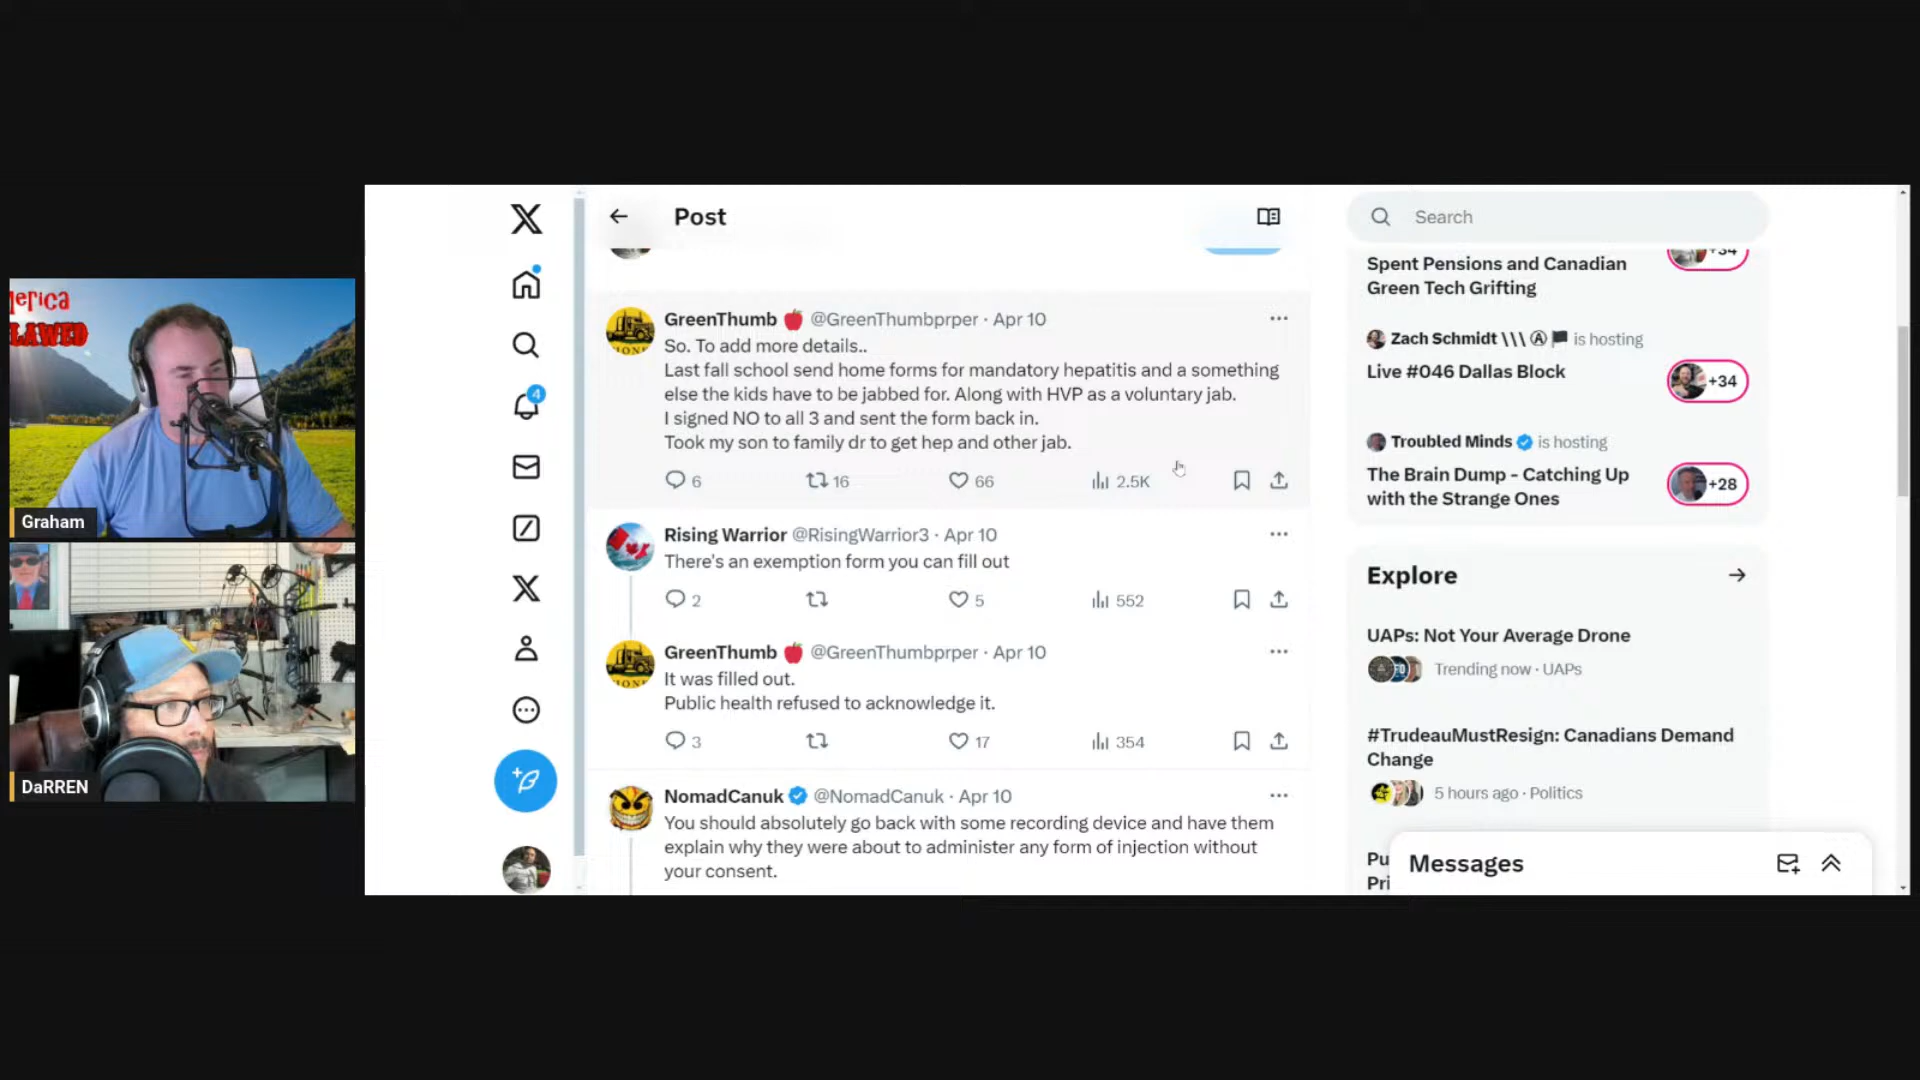 erica
LAWED
Graham
DaRREN
Post
Search
GreenThumb @GreenThumbprper · Apr 10
So. To add more details..
Last fall school send home forms for mandatory hepatitis and a something
else the kids have to be jabbed for. Along with HVP as a voluntary jab.
I signed NO to all 3 and sent the form back in.
Took my son to family dr to get hep and other jab.
6 16 66 2.5K
Rising Warrior @RisingWarrior3 · Apr 10
There's an exemption form you can fill out
2 5 552
GreenThumb @GreenThumbprper · Apr 10
It was filled out.
Public health refused to acknowledge it.
3 17 354
NomadCanuk @NomadCanuk · Apr 10
You should absolutely go back with some recording device and have them
explain why they were about to administer any form of injection without
your consent.
4
+34
Spent Pensions and Canadian
Green Tech Grifting
Zach Schmidt \\\ Ⓐ is hosting
Live #046 Dallas Block
+34
Troubled Minds is hosting
The Brain Dump - Catching Up
with the Strange Ones
+28
Explore
UAPs: Not Your Average Drone
Trending now · UAPs
#TrudeauMustResign: Canadians Demand
Change
5 hours ago · Politics
Pu
Pri
Messages